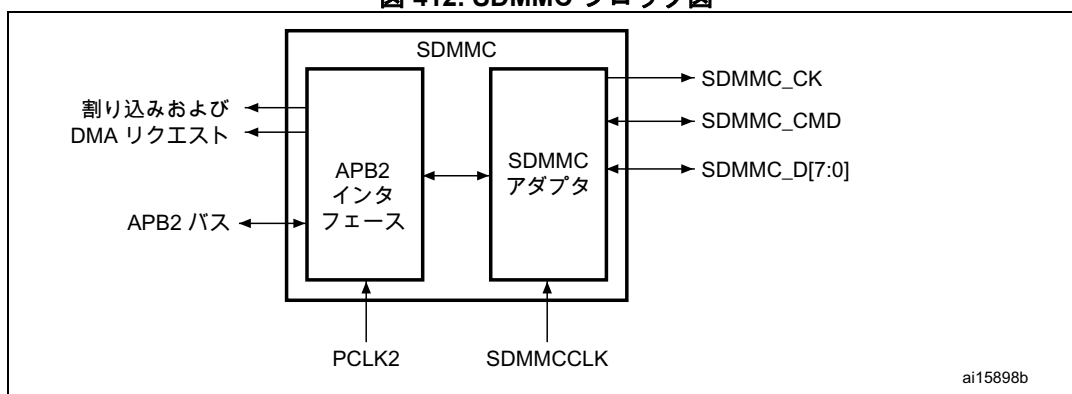 図 412. SDMMC ブロック図
SDMMC
割り込みおよび
DMA リクエスト
APB2 バス
APB2
インタ
フェース
SDMMC
アダプタ
SDMMC_CK
SDMMC_CMD
SDMMC_D[7:0]
PCLK2
SDMMCCLK
ai15898b